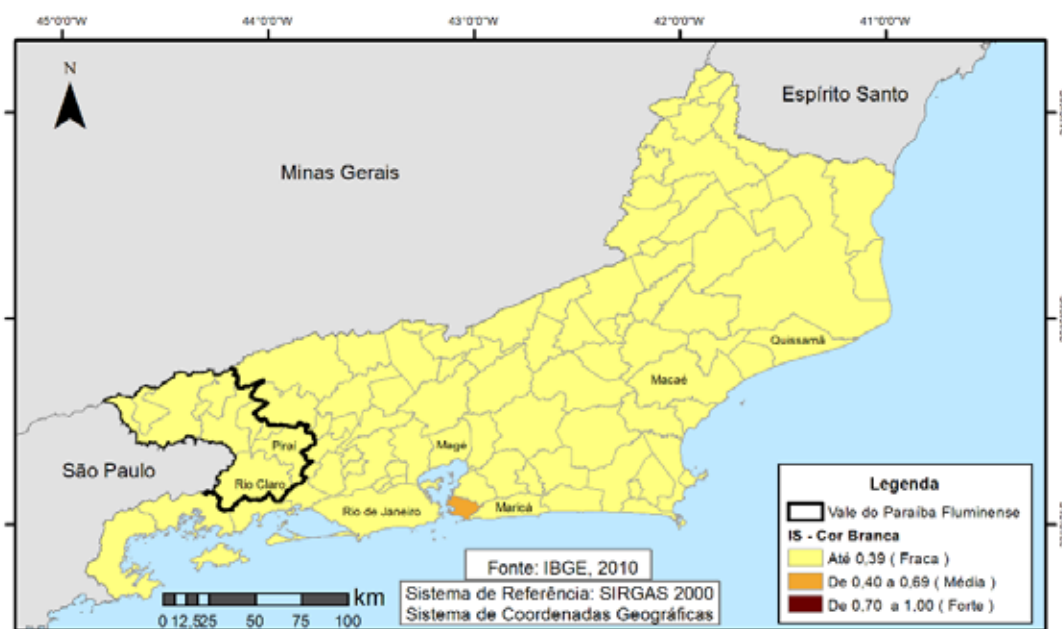 45°0'0"W 44°0'0"W 43°0'0"W 42°0'0"W 41°0'0"W
N
Espírito Santo
Minas Gerais
Quissamã
Macaé
Piraí
Magé
São Paulo
Rio Claro
Rio de Janeiro
Maricá
Legenda
Vale do Paraíba Fluminense
IS - Cor Branca
Até 0,39 ( Fraca )
De 0,40 a 0,69 ( Média )
De 0,70 a 1,00 ( Forte )
Fonte: IBGE, 2010
Sistema de Referência: SIRGAS 2000
Sistema de Coordenadas Geográficas
km
0 12,525 50 75 100